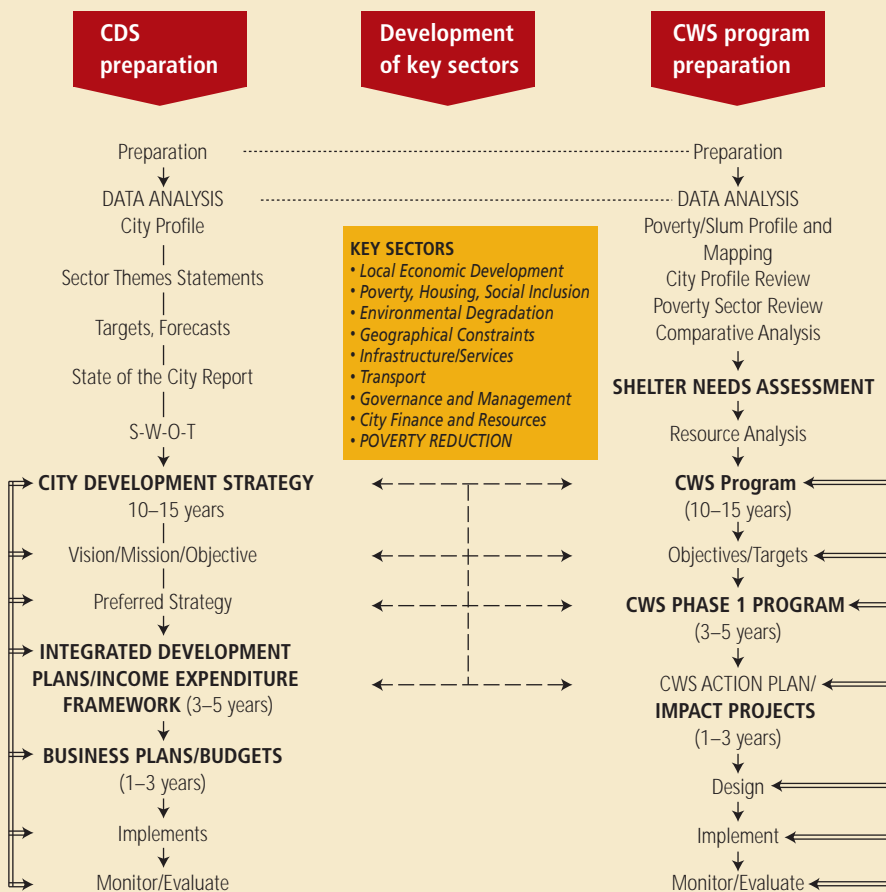 CDS
preparation
Development
of key sectors
CWS program
preparation
Preparation
DATA ANALYSIS
City Profile
Sector Themes Statements
Targets, Forecasts
State of the City Report
S-W-O-T
CITY DEVELOPMENT STRATEGY
10–15 years
Vision/Mission/Objective
Preferred Strategy
INTEGRATED DEVELOPMENT
PLANS/INCOME EXPENDITURE
FRAMEWORK (3–5 years)
BUSINESS PLANS/BUDGETS
(1–3 years)
Implements
Monitor/Evaluate
KEY SECTORS
• Local Economic Development
• Poverty, Housing, Social Inclusion
• Environmental Degradation
• Geographical Constraints
• Infrastructure/Services
• Transport
• Governance and Management
• City Finance and Resources
• POVERTY REDUCTION
Preparation
DATA ANALYSIS
Poverty/Slum Profile and
Mapping
City Profile Review
Poverty Sector Review
Comparative Analysis
SHELTER NEEDS ASSESSMENT
Resource Analysis
CWS Program
(10–15 years)
Objectives/Targets
CWS PHASE 1 PROGRAM
(3–5 years)
CWS ACTION PLAN/
IMPACT PROJECTS
(1–3 years)
Design
Implement
Monitor/Evaluate